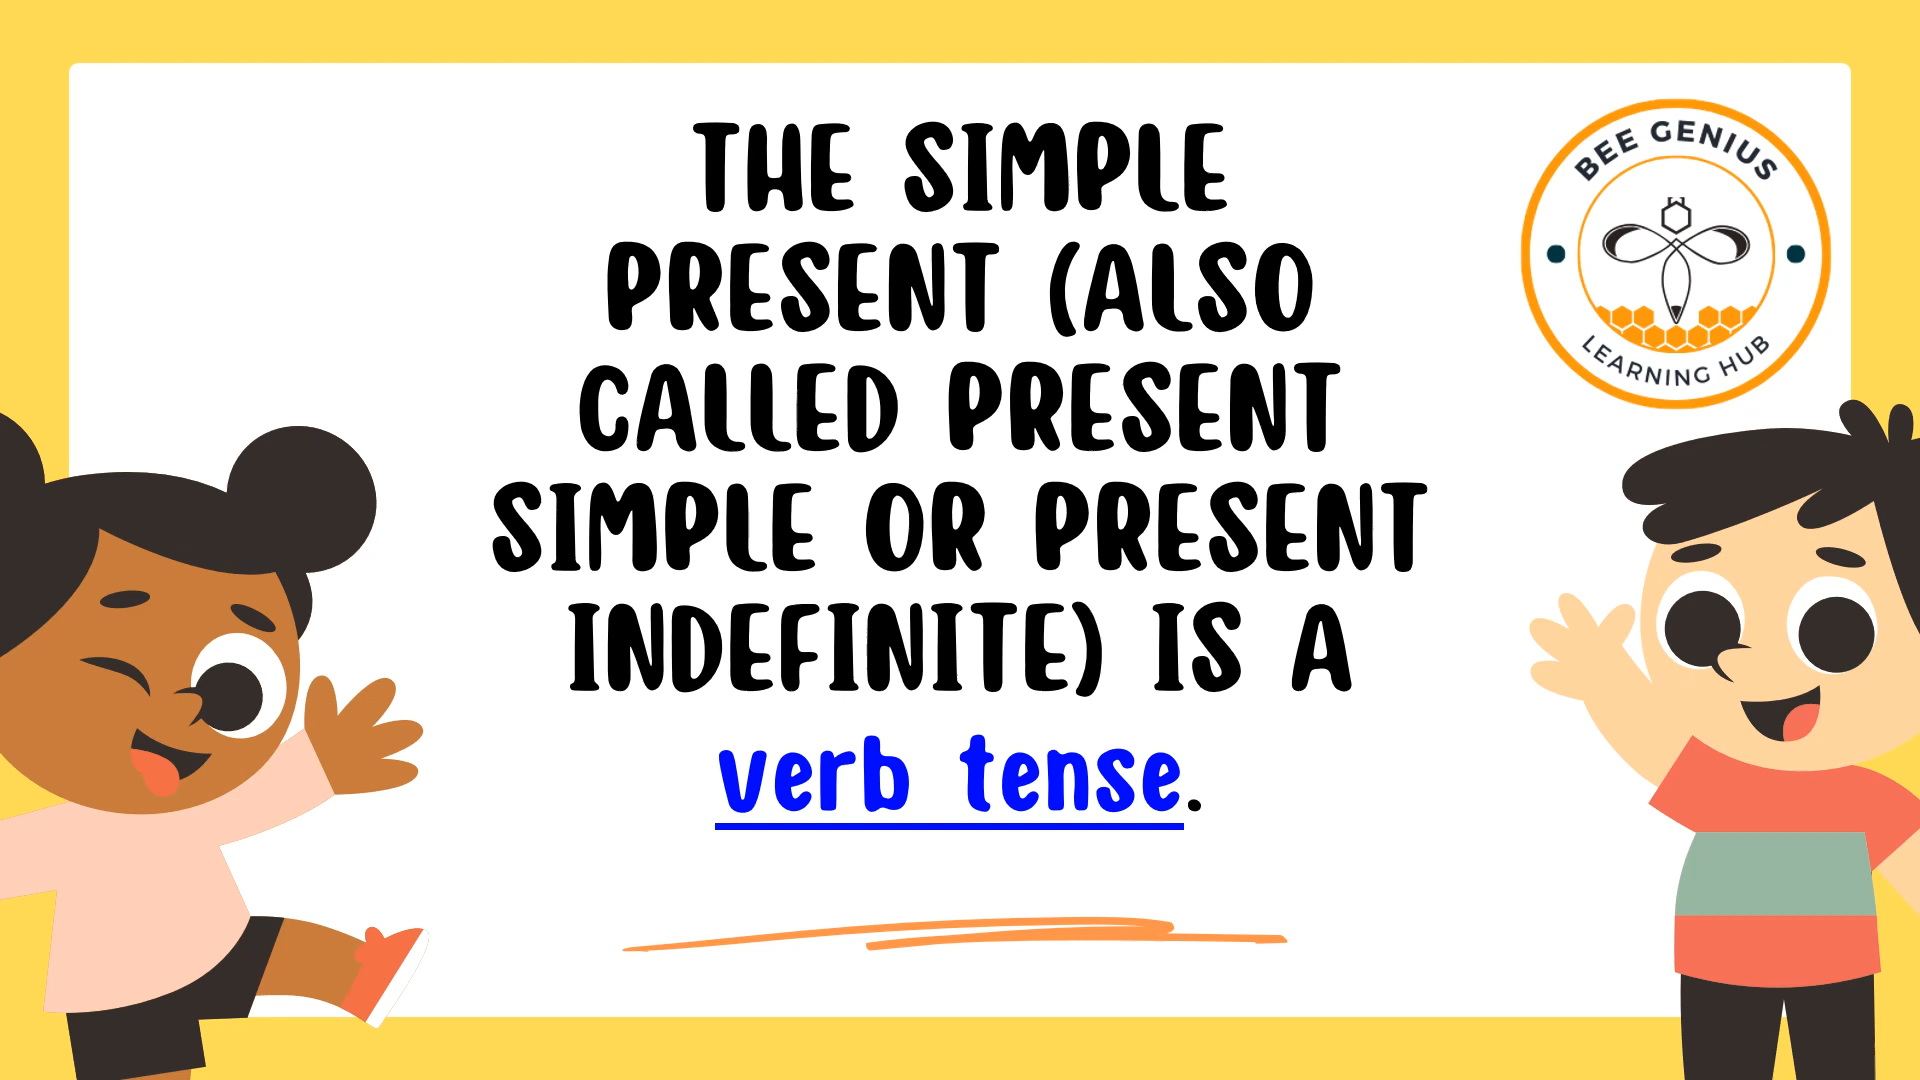 THE SIMPLE
PRESENT (ALSO
CALLED PRESENT
SIMPLE OR PRESENT
INDEFINITE) IS A
verb tense.
BEE GENIUS
LEARNING HUB